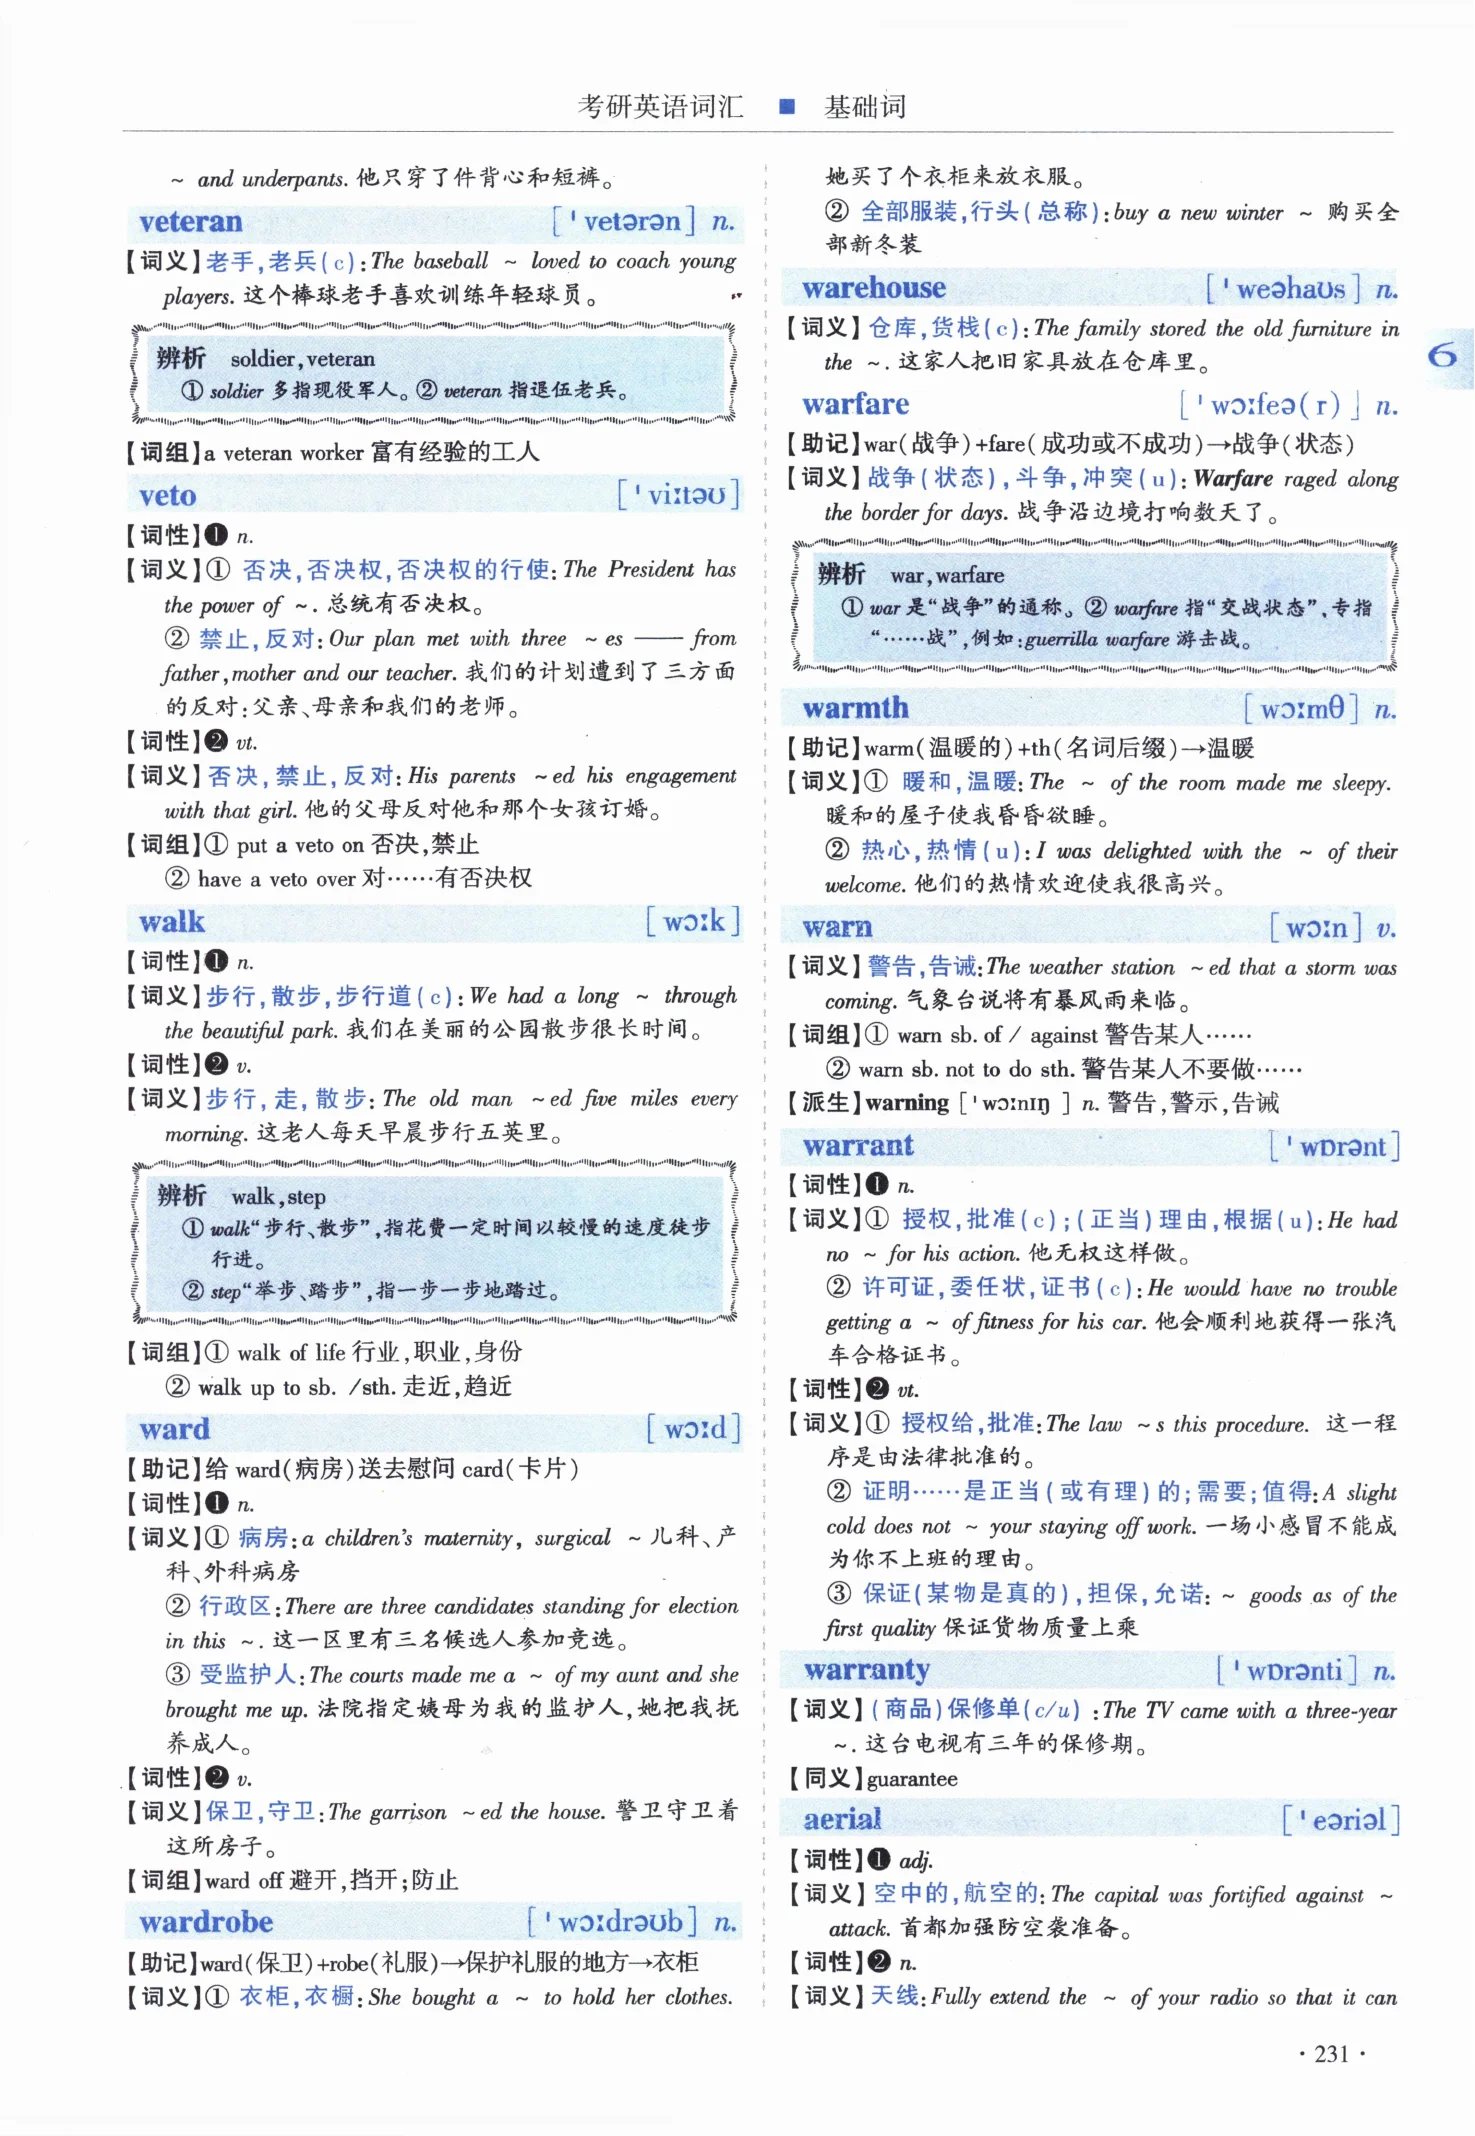 考研英语词汇 ■ 基础词
~ and underpants. 他只穿了件背心和短裤。
veteran [ˈvetərən] n.
【词义】老手,老兵(c):The baseball ~ loved to coach young
players. 这个棒球老手喜欢训练年轻球员。
辨析 soldier,veteran
① soldier 多指现役军人。② veteran 指退伍老兵。
【词组】a veteran worker 富有经验的工人
veto [ˈviːtəʊ]
【词性】❶ n.
【词义】① 否决,否决权,否决权的行使:The President has
the power of ~. 总统有否决权。
② 禁止,反对:Our plan met with three ~es —— from
father,mother and our teacher. 我们的计划遭到了三方面
的反对:父亲、母亲和我们的老师。
【词性】❷ vt.
【词义】否决,禁止,反对:His parents ~ed his engagement
with that girl. 他的父母反对他和那个女孩订婚。
【词组】① put a veto on 否决,禁止
② have a veto over 对……有否决权
walk [wɔːk]
【词性】❶ n.
【词义】步行,散步,步行道(c):We had a long ~ through
the beautiful park. 我们在美丽的公园散步很长时间。
【词性】❷ v.
【词义】步行,走,散步:The old man ~ed five miles every
morning. 这老人每天早晨步行五英里。
辨析 walk,step
① walk“步行、散步”,指花费一定时间以较慢的速度徒步
行进。
② step“举步、踏步”,指一步一步地踏过。
【词组】① walk of life 行业,职业,身份
② walk up to sb. /sth. 走近,趋近
ward [wɔːd]
【助记】给 ward(病房)送去慰问 card(卡片)
【词性】❶ n.
【词义】① 病房:a children's maternity, surgical ~ 儿科、产
科、外科病房
② 行政区:There are three candidates standing for election
in this ~. 这一区里有三名候选人参加竞选。
③ 受监护人:The courts made me a ~ of my aunt and she
brought me up. 法院指定姨母为我的监护人,她把我抚
养成人。
【词性】❷ v.
【词义】保卫,守卫:The garrison ~ed the house. 警卫守卫着
这所房子。
【词组】ward off 避开,挡开;防止
wardrobe [ˈwɔːdrəʊb] n.
【助记】ward(保卫)+robe(礼服)→保护礼服的地方→衣柜
【词义】① 衣柜,衣橱:She bought a ~ to hold her clothes.
她买了个衣柜来放衣服。
② 全部服装,行头(总称):buy a new winter ~ 购买全
部新冬装
warehouse [ˈweəhaʊs] n.
【词义】仓库,货栈(c):The family stored the old furniture in
the ~. 这家人把旧家具放在仓库里。
6
warfare [ˈwɔːfeə(r)] n.
【助记】war(战争)+fare(成功或不成功)→战争(状态)
【词义】战争(状态),斗争,冲突(u):Warfare raged along
the border for days. 战争沿边境打响数天了。
辨析 war,warfare
① war 是“战争”的通称。② warfare 指“交战状态”,专指
“……战”,例如:guerrilla warfare 游击战。
warmth [wɔːmθ] n.
【助记】warm(温暖的)+th(名词后缀)→温暖
【词义】① 暖和,温暖:The ~ of the room made me sleepy.
暖和的屋子使我昏昏欲睡。
② 热心,热情(u):I was delighted with the ~ of their
welcome. 他们的热情欢迎使我很高兴。
warn [wɔːn] v.
【词义】警告,告诫:The weather station ~ed that a storm was
coming. 气象台说将有暴风雨来临。
【词组】① warn sb. of / against 警告某人……
② warn sb. not to do sth. 警告某人不要做……
【派生】warning [ˈwɔːnɪŋ] n. 警告,警示,告诫
warrant [ˈwɒrənt]
【词性】❶ n.
【词义】① 授权,批准(c);(正当)理由,根据(u):He had
no ~ for his action. 他无权这样做。
② 许可证,委任状,证书(c):He would have no trouble
getting a ~ of fitness for his car. 他会顺利地获得一张汽
车合格证书。
【词性】❷ vt.
【词义】① 授权给,批准:The law ~s this procedure. 这一程
序是由法律批准的。
② 证明……是正当(或有理)的;需要;值得:A slight
cold does not ~ your staying off work. 一场小感冒不能成
为你不上班的理由。
③ 保证(某物是真的),担保,允诺: ~ goods as of the
first quality 保证货物质量上乘
warranty [ˈwɒrənti] n.
【词义】(商品)保修单(c/u) :The TV came with a three-year
~. 这台电视有三年的保修期。
【同义】guarantee
aerial [ˈeəriəl]
【词性】❶ adj.
【词义】空中的,航空的:The capital was fortified against ~
attack. 首都加强防空袭准备。
【词性】❷ n.
【词义】天线:Fully extend the ~ of your radio so that it can
·231·